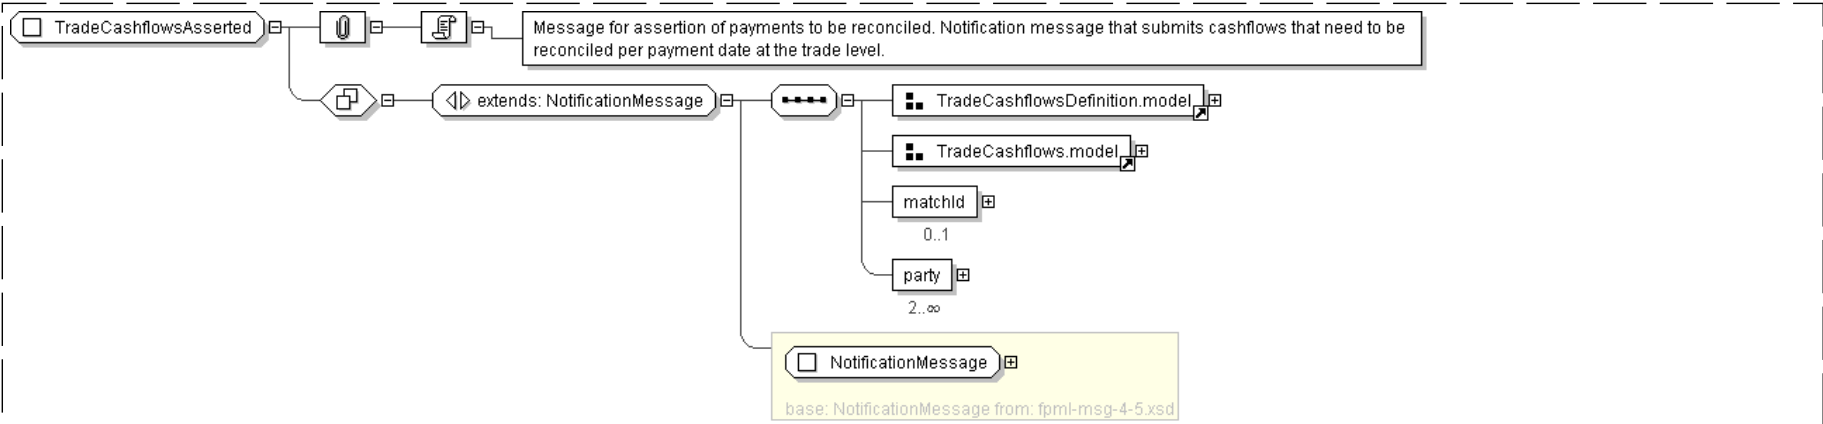 TradeCashflowsAsserted
Message for assertion of payments to be reconciled. Notification message that submits cashflows that need to be
reconciled per payment date at the trade level.
extends: NotificationMessage
TradeCashflowsDefinition.model
TradeCashflows.model
matchId
0..1
party
2..∞
NotificationMessage
base: NotificationMessage from: fpml-msg-4-5.xsd